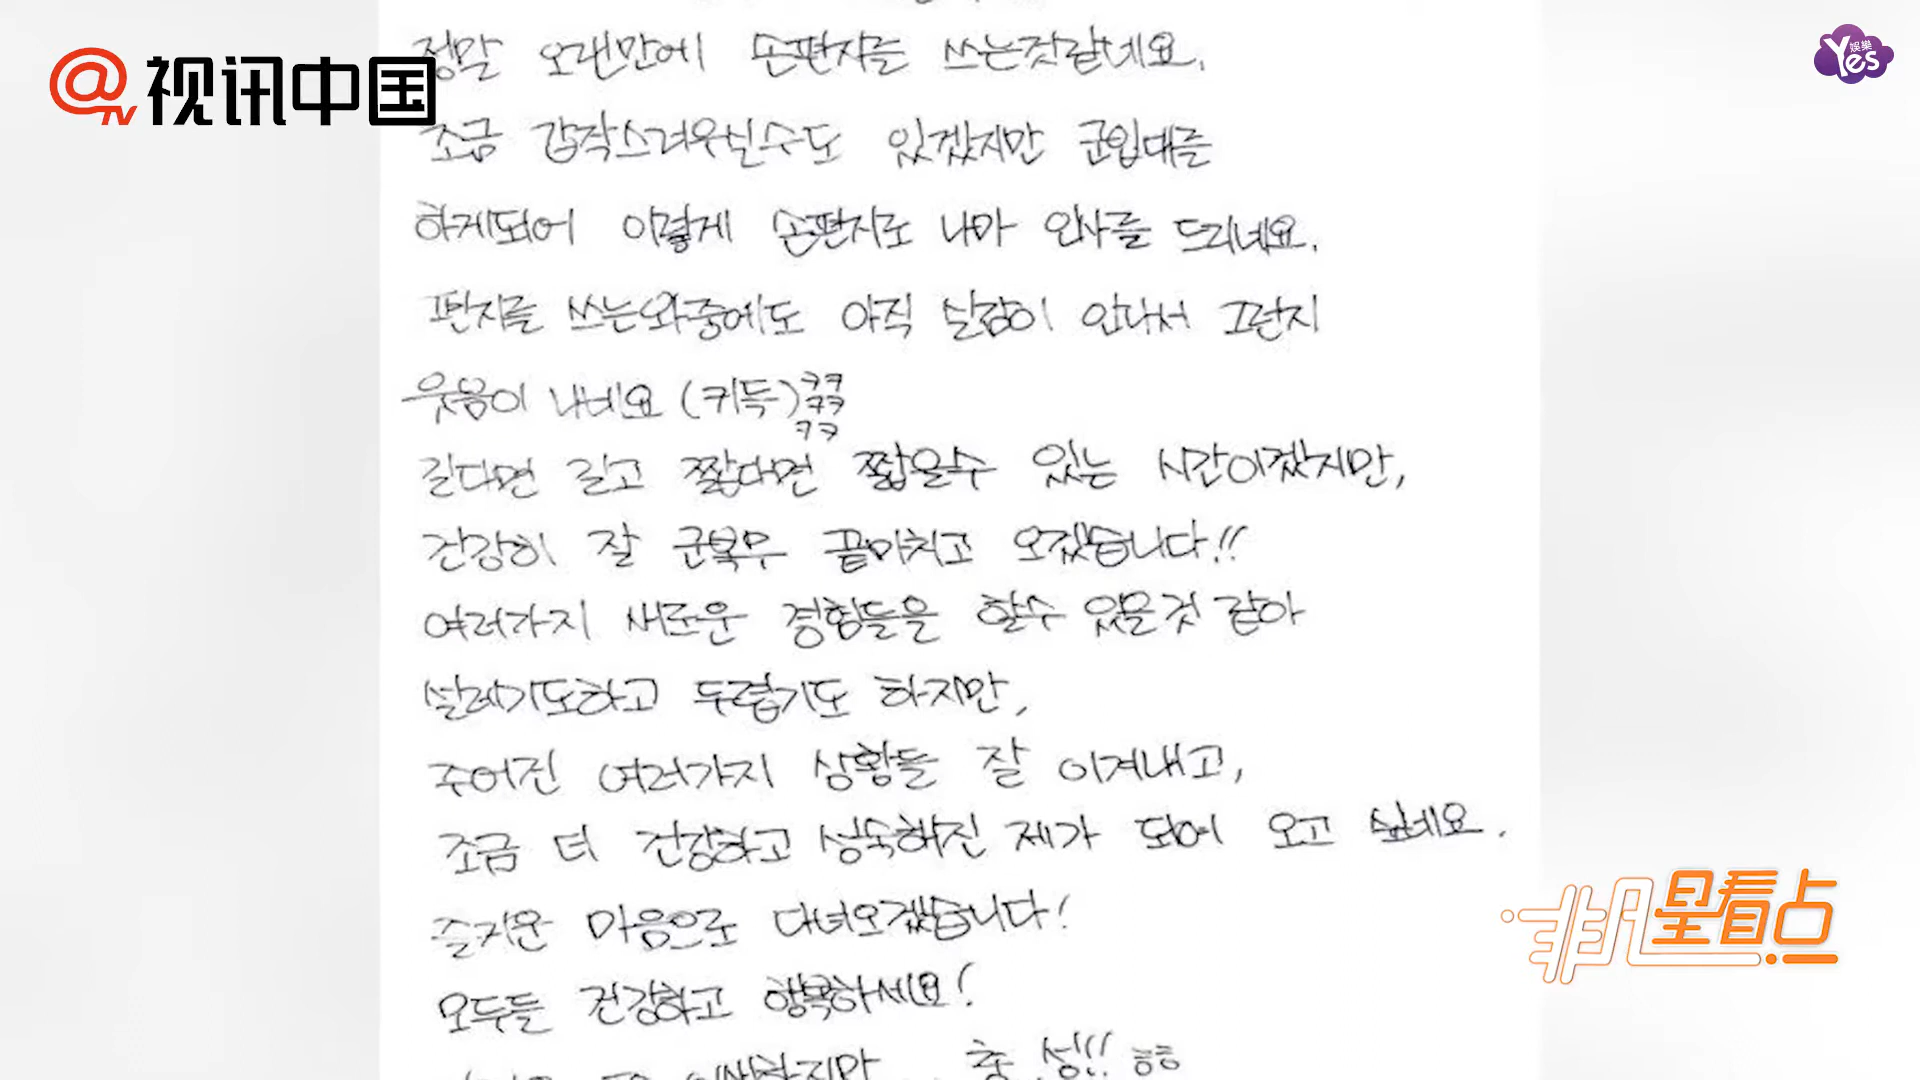 @TV 视讯中国
Yes 娱樂
정말 오랜만에 손편지를 쓰는것같네요.
조금 갑작스러우실수도 있겠지만 군입대를
하게되어 이렇게 손편지로 나마 인사를 드리네요.
편지를 쓰는와중에도 아직 실감이 안나서 그런지
웃음이 나네요 (키득) ㅋㅋ
ㅋㅋ
ㅋㅋ
길다면 길고 짧다면 짧을수 있는 시간이겠지만,
건강히 잘 군복무 끝마치고 오겠습니다!!
여러가지 새로운 경험들을 할수 있을것 같아
설레기도하고 두렵기도 하지만,
주어진 여러가지 상황들 잘 이겨내고,
조금 더 건강하고 성숙해진 제가 되어 오고 싶네요.
즐거운 마음으로 다녀오겠습니다!
모두들 건강하고 행복하세요!
충 성!! ㅎㅎ
非凡星看点